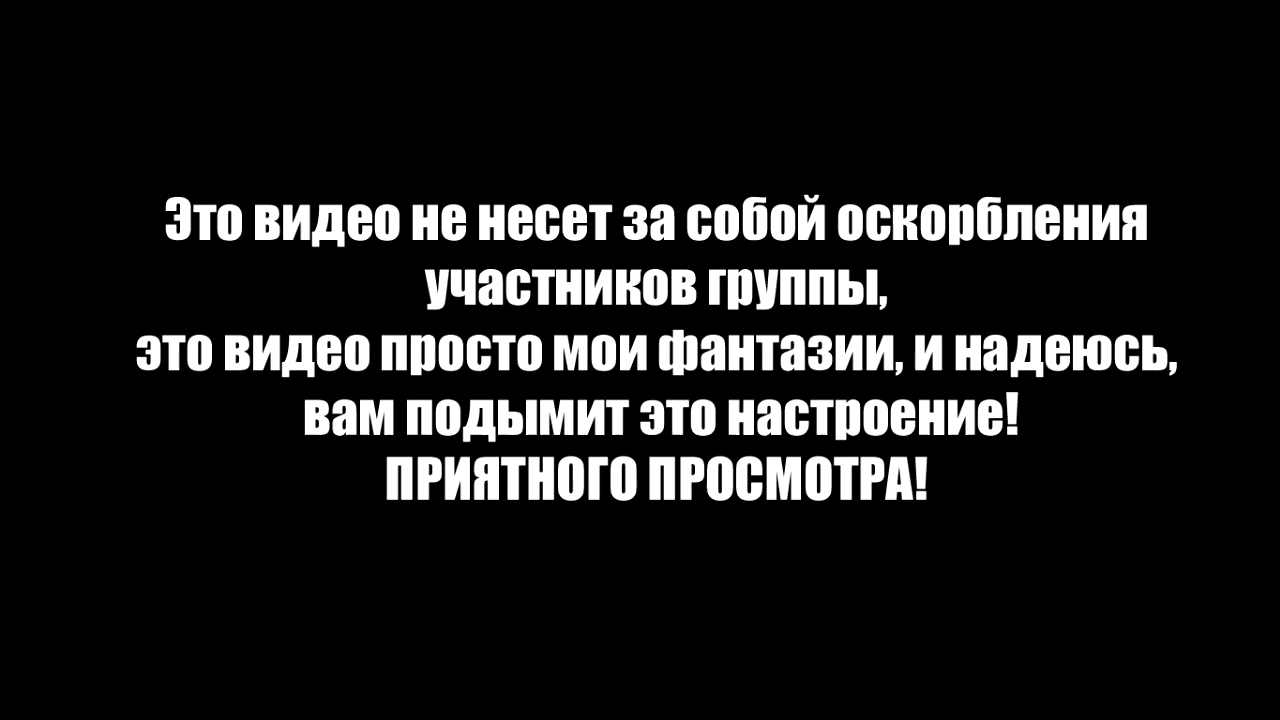 Это видео не несет за собой оскорбления
участников группы,
это видео просто мои фантазии, и надеюсь,
вам подымит это настроение!
ПРИЯТНОГО ПРОСМОТРА!